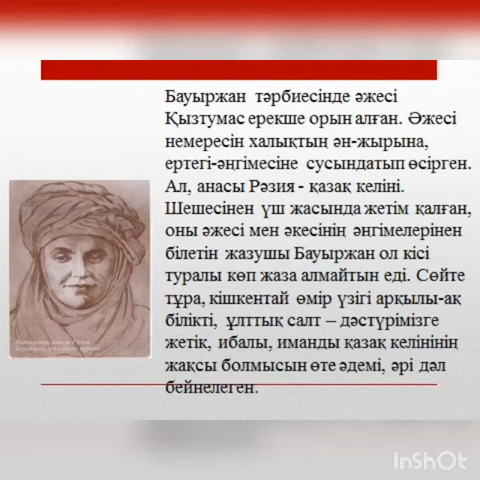 Бауыржан тәрбиесінде әжесі
Қызтумас ерекше орын алған. Әжесі
немересін халықтың ән-жырына,
ертегі-әңгімесіне сусындатып өсірген.
Ал, анасы Рәзия - қазақ келіні.
Шешесінен үш жасында жетім қалған,
оны әжесі мен әкесінің әңгімелерінен
білетін жазушы Бауыржан ол кісі
туралы көп жаза алмайтын еді. Сөйте
тұра, кішкентай өмір үзігі арқылы-ақ
білікті, ұлттық салт – дәстүрімізге
жетік, ибалы, иманды қазақ келінінің
жақсы болмысын өте әдемі, әрі дәл
бейнелеген.
InShOt